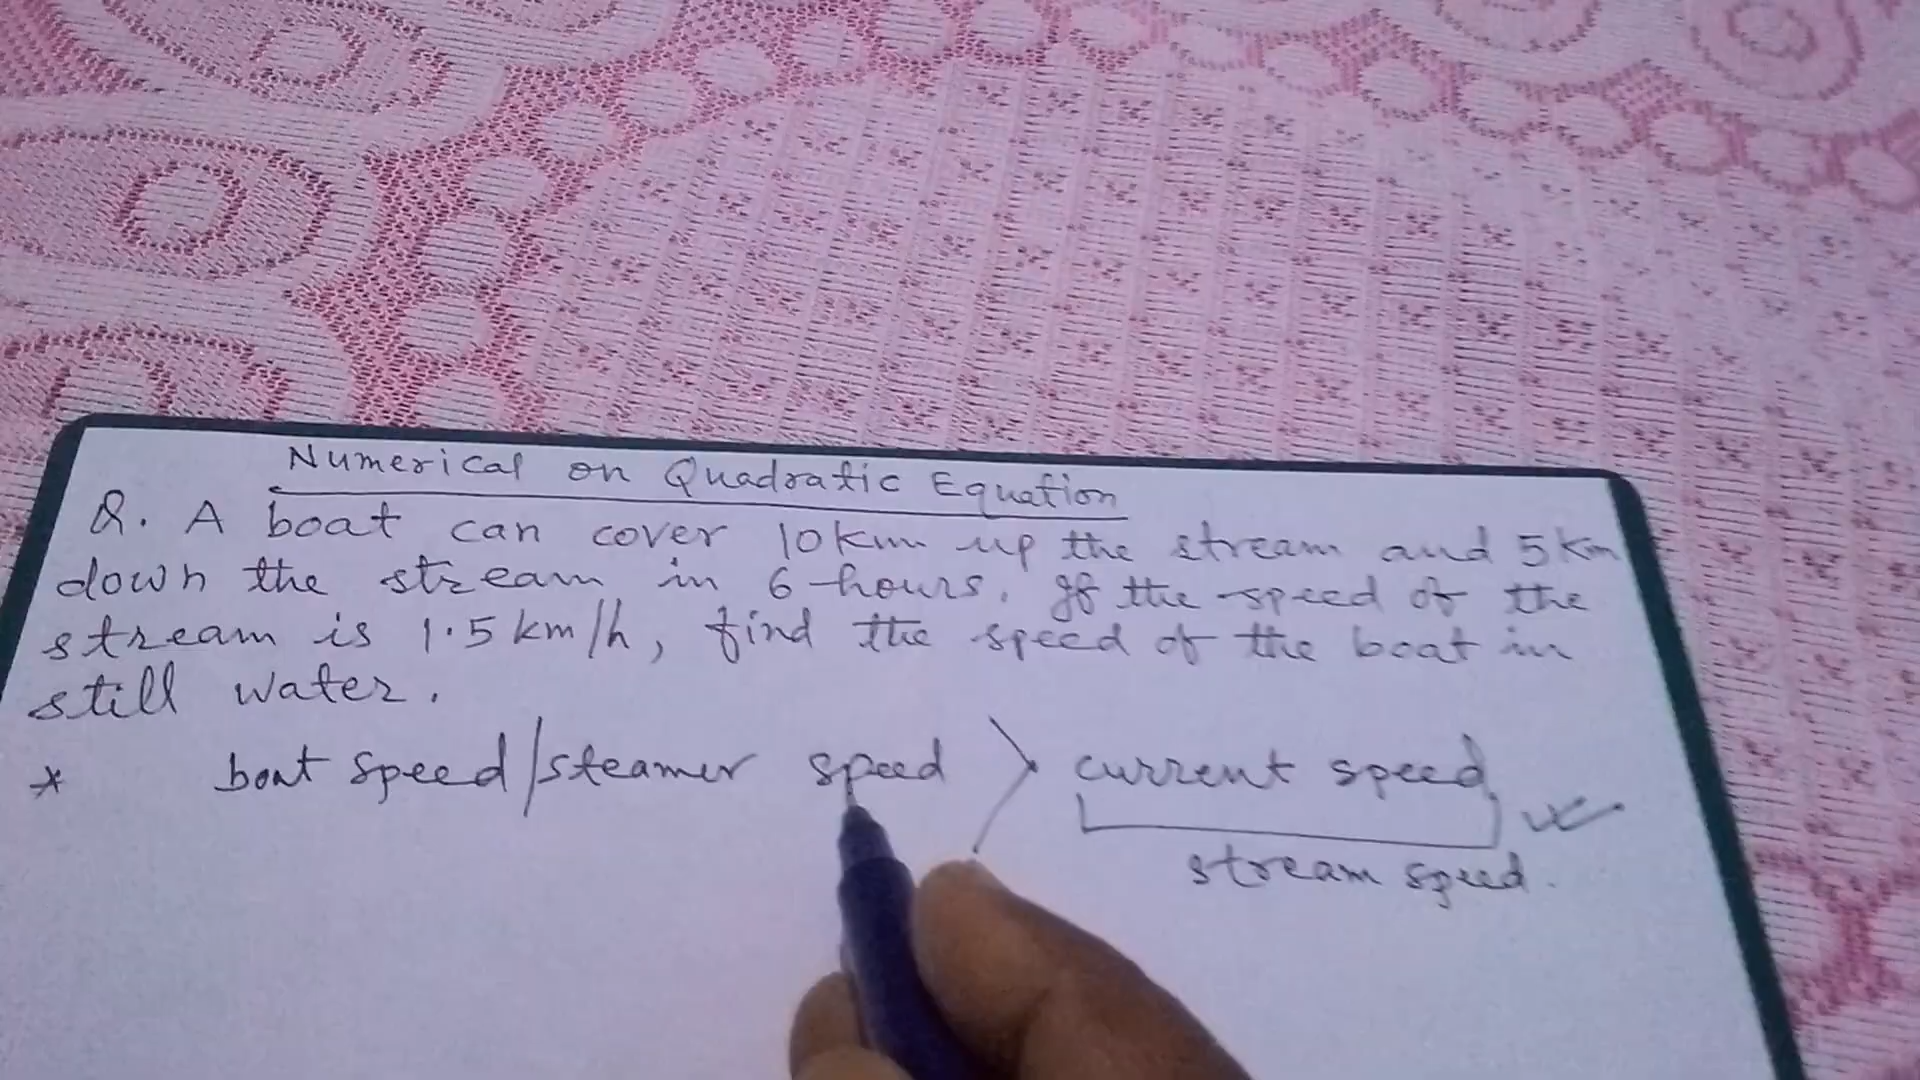 Numerical on Quadratic Equation
Q. A boat can cover 10km up the stream and 5km
down the stream in 6 hours. If the speed of the
stream is 1.5 km/h, find the speed of the boat in
still water.
* boat speed/steamer speed > current speed
stream speed.